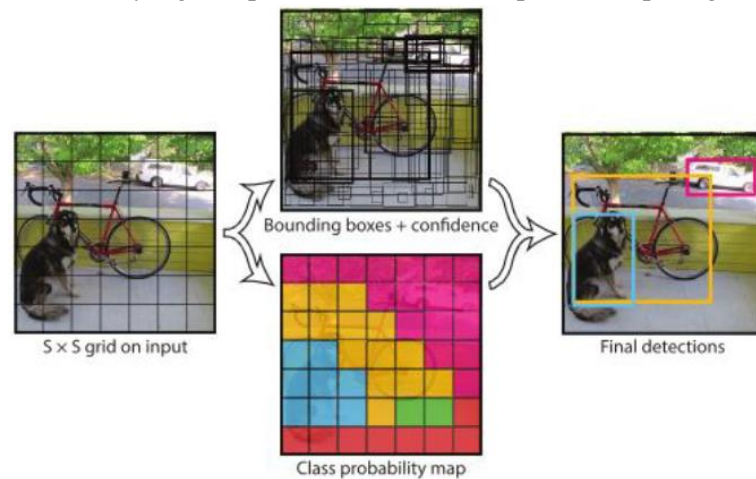 Bounding boxes + confidence
S × S grid on input
Final detections
Class probability map